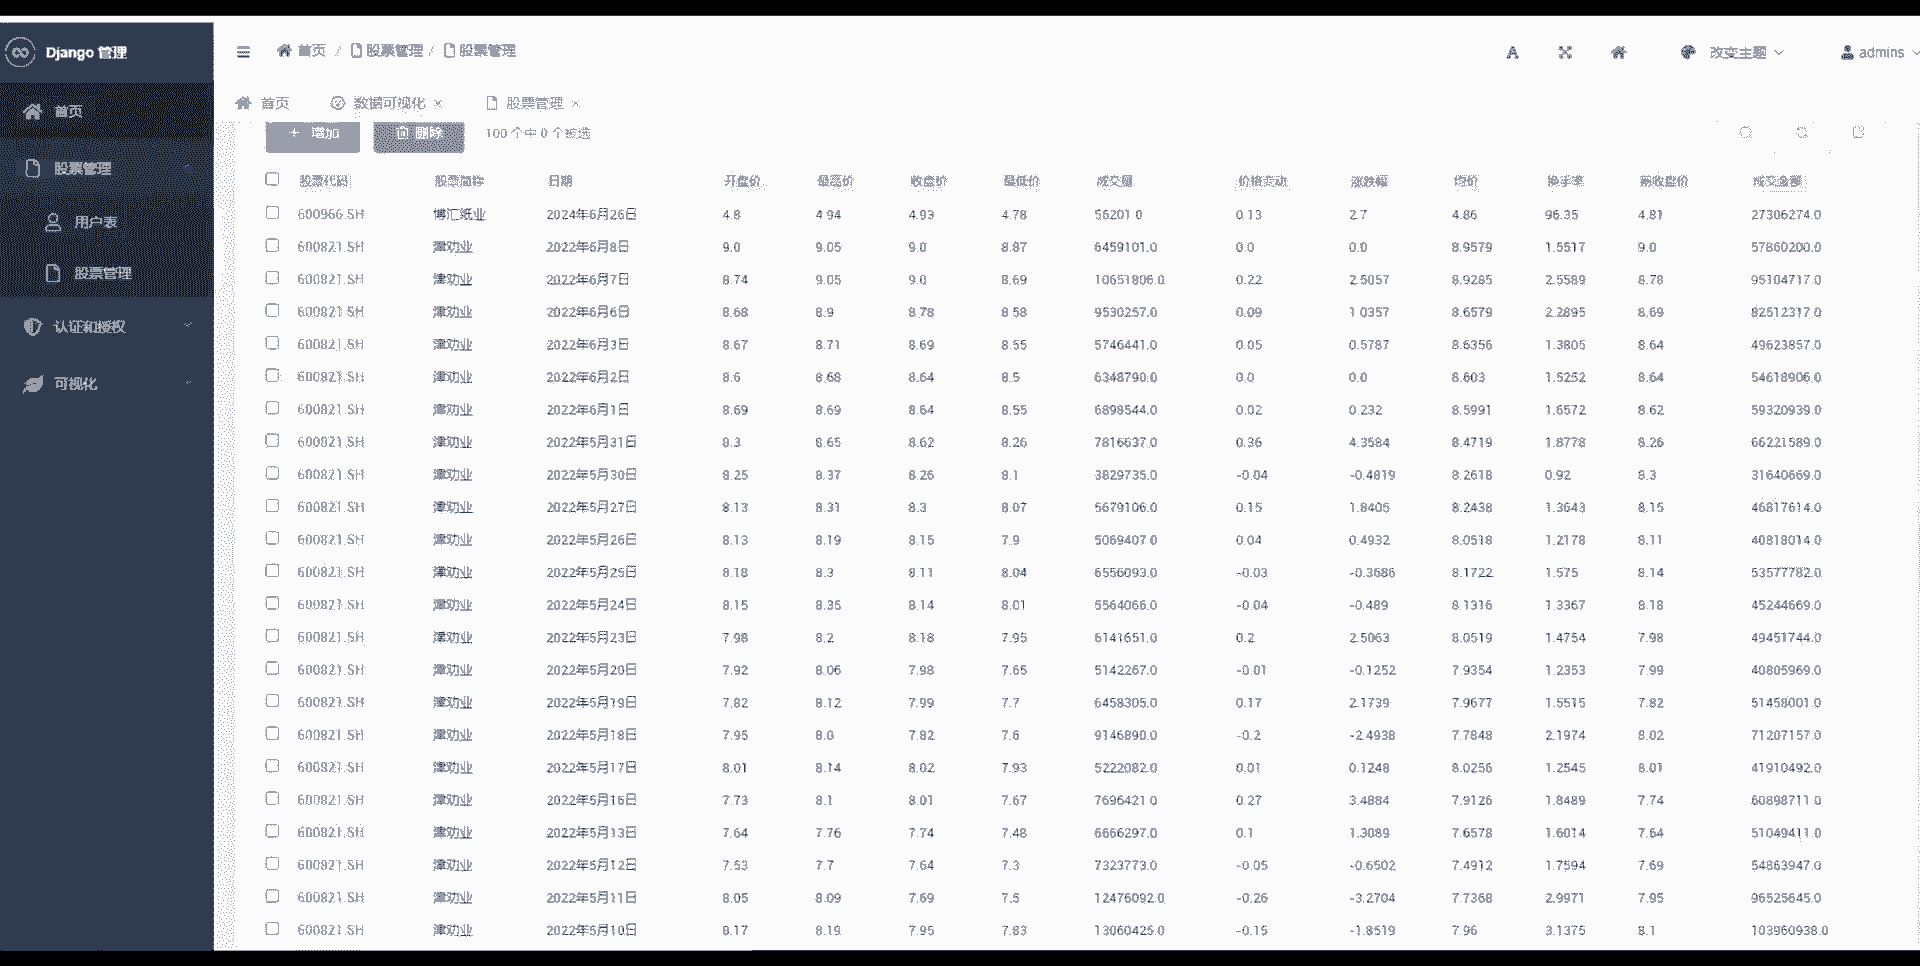 Django 管理
首页 / 股票管理 / 股票管理
改变主题
admins
首页
数据可视化 ×
股票管理 ×
首页
股票管理
用户表
股票管理
认证和授权
可视化
+ 增加 删除 100 个中 0 个被选
股票代码 股票简称 日期 开盘价 最高价 收盘价 最低价 成交量 价格变动 涨跌幅 均价 换手率 前收盘价 成交金额
600966.SH 博汇纸业 2024年6月26日 4.8 4.94 4.93 4.78 56201.0 0.13 2.7 4.86 96.35 4.81 27306274.0
600821.SH 津劝业 2022年6月8日 9.0 9.05 9.0 8.87 6459101.0 0.0 0.0 8.9579 1.5517 9.0 57860200.0
600821.SH 津劝业 2022年6月7日 8.74 9.05 9.0 8.69 10651806.0 0.22 2.5057 8.9285 2.5589 8.78 95104717.0
600821.SH 津劝业 2022年6月6日 8.68 8.9 8.78 8.58 9530257.0 0.09 1.0357 8.6579 2.2895 8.69 82512317.0
600821.SH 津劝业 2022年6月3日 8.67 8.71 8.69 8.55 5746441.0 0.05 0.5787 8.6356 1.3805 8.64 49623857.0
600821.SH 津劝业 2022年6月2日 8.6 8.68 8.64 8.5 6348790.0 0.0 0.0 8.603 1.5252 8.64 54618906.0
600821.SH 津劝业 2022年6月1日 8.69 8.69 8.64 8.55 6898544.0 0.02 0.232 8.5991 1.6572 8.62 59320939.0
600821.SH 津劝业 2022年5月31日 8.3 8.65 8.62 8.26 7816637.0 0.36 4.3584 8.4719 1.8778 8.26 66221589.0
600821.SH 津劝业 2022年5月30日 8.25 8.37 8.26 8.1 3829735.0 -0.04 -0.4819 8.2618 0.92 8.3 31640669.0
600821.SH 津劝业 2022年5月27日 8.13 8.31 8.3 8.07 5679106.0 0.15 1.8405 8.2438 1.3643 8.15 46817614.0
600821.SH 津劝业 2022年5月26日 8.13 8.19 8.15 7.9 5069407.0 0.04 0.4932 8.0518 1.2178 8.11 40818014.0
600821.SH 津劝业 2022年5月25日 8.18 8.3 8.11 8.04 6556093.0 -0.03 -0.3686 8.1722 1.575 8.14 53577782.0
600821.SH 津劝业 2022年5月24日 8.15 8.35 8.14 8.01 5564066.0 -0.04 -0.489 8.1316 1.3367 8.18 45244669.0
600821.SH 津劝业 2022年5月23日 7.98 8.2 8.18 7.95 6141651.0 0.2 2.5063 8.0519 1.4754 7.98 49451744.0
600821.SH 津劝业 2022年5月20日 7.92 8.06 7.98 7.65 5142267.0 -0.01 -0.1252 7.9354 1.2353 7.99 40805969.0
600821.SH 津劝业 2022年5月19日 7.82 8.12 7.99 7.7 6458305.0 0.17 2.1739 7.9677 1.5515 7.82 51458001.0
600821.SH 津劝业 2022年5月18日 7.95 8.0 7.82 7.6 9146890.0 -0.2 -2.4938 7.7848 2.1974 8.02 71207157.0
600821.SH 津劝业 2022年5月17日 8.01 8.14 8.02 7.93 5222082.0 0.01 0.1248 8.0256 1.2545 8.01 41910492.0
600821.SH 津劝业 2022年5月16日 7.73 8.1 8.01 7.67 7696421.0 0.27 3.4884 7.9126 1.8489 7.74 60898711.0
600821.SH 津劝业 2022年5月13日 7.64 7.76 7.74 7.48 6666297.0 0.1 1.3089 7.6578 1.6014 7.64 51049411.0
600821.SH 津劝业 2022年5月12日 7.53 7.7 7.64 7.3 7323773.0 -0.05 -0.6502 7.4912 1.7594 7.69 54863947.0
600821.SH 津劝业 2022年5月11日 8.05 8.09 7.69 7.5 12476092.0 -0.26 -3.2704 7.7368 2.9971 7.95 96525645.0
600821.SH 津劝业 2022年5月10日 8.17 8.19 7.95 7.83 13060425.0 -0.15 -1.8519 7.96 3.1375 8.1 103960938.0